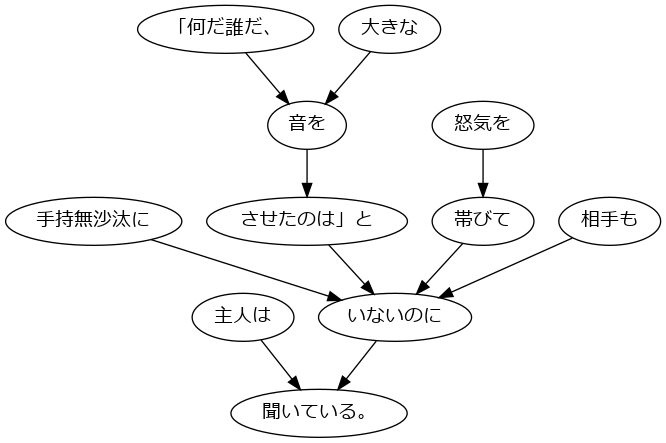 「何だ誰だ、
大きな
音を
怒気を
手持無沙汰に
させたのは」と
帯びて
相手も
主人は
いないのに
聞いている。